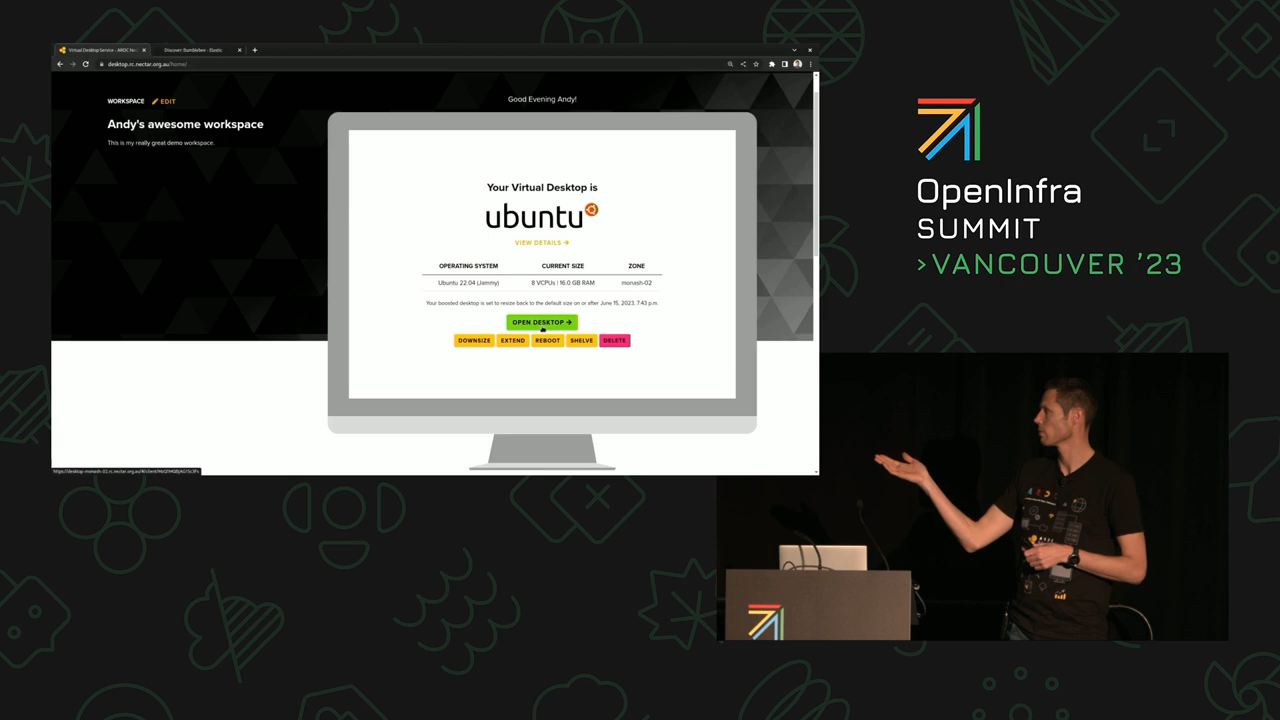 Virtual Desktop Service - ARDC Nec
Discover: Bumblebee - Elastic
desktop.rc.nectar.org.au/home/
WORKSPACE EDIT
Andy's awesome workspace
This is my really great demo workspace.
Good Evening Andy!
Your Virtual Desktop is
ubuntu
VIEW DETAILS
OPERATING SYSTEM CURRENT SIZE ZONE
Ubuntu 22.04 (Jammy) 8 VCPUs | 16.0 GB RAM monash-02
Your boosted desktop is set to resize back to the default size on or after June 15, 2023, 7:43 p.m.
OPEN DESKTOP
DOWNSIZE EXTEND REBOOT SHELVE DELETE
OpenInfra
SUMMIT
>VANCOUVER '23